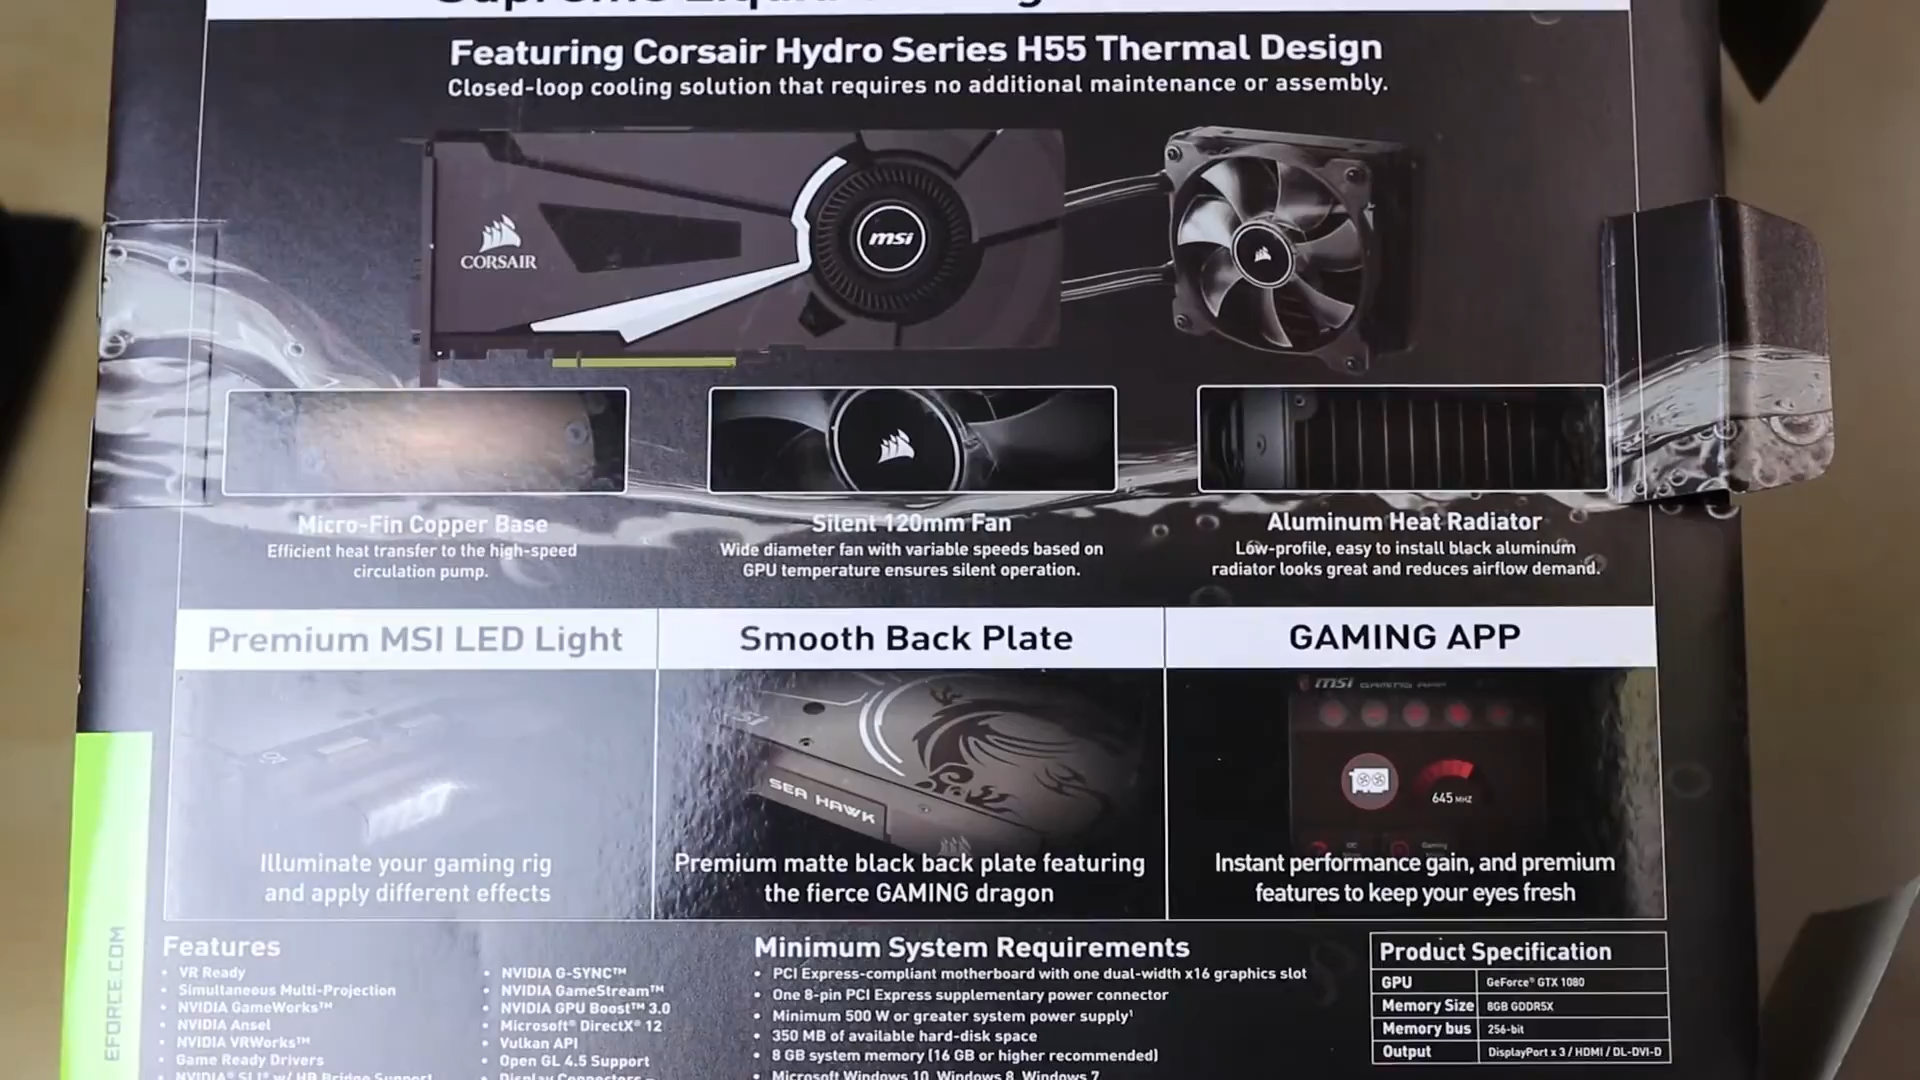 Featuring Corsair Hydro Series H55 Thermal Design
Closed-loop cooling solution that requires no additional maintenance or assembly.
CORSAIR
msi
Micro-Fin Copper Base
Efficient heat transfer to the high-speed
circulation pump.
Silent 120mm Fan
Wide diameter fan with variable speeds based on
GPU temperature ensures silent operation.
Aluminum Heat Radiator
Low-profile, easy to install black aluminum
radiator looks great and reduces airflow demand.
Premium MSI LED Light
Smooth Back Plate
GAMING APP
msi
SEA HAWK
msi GAMING APP
645 MHZ
Illuminate your gaming rig
and apply different effects
Premium matte black back plate featuring
the fierce GAMING dragon
Instant performance gain, and premium
features to keep your eyes fresh
EFORCE.COM
Features
• VR Ready
• Simultaneous Multi-Projection
• NVIDIA GameWorks™
• NVIDIA Ansel
• NVIDIA VRWorks™
• Game Ready Drivers
• NVIDIA® SLI® w/ HB Bridge Support
• NVIDIA G-SYNC™
• NVIDIA GameStream™
• NVIDIA GPU Boost™ 3.0
• Microsoft® DirectX® 12
• Vulkan API
• Open GL 4.5 Support
• Display Connectors –
Minimum System Requirements
• PCI Express-compliant motherboard with one dual-width x16 graphics slot
• One 8-pin PCI Express supplementary power connector
• Minimum 500 W or greater system power supply¹
• 350 MB of available hard-disk space
• 8 GB system memory (16 GB or higher recommended)
• Microsoft Windows 10, Windows 8, Windows 7
Product Specification
GPU GeForce® GTX 1080
Memory Size 8GB GDDR5X
Memory bus 256-bit
Output DisplayPort x 3 / HDMI / DL-DVI-D